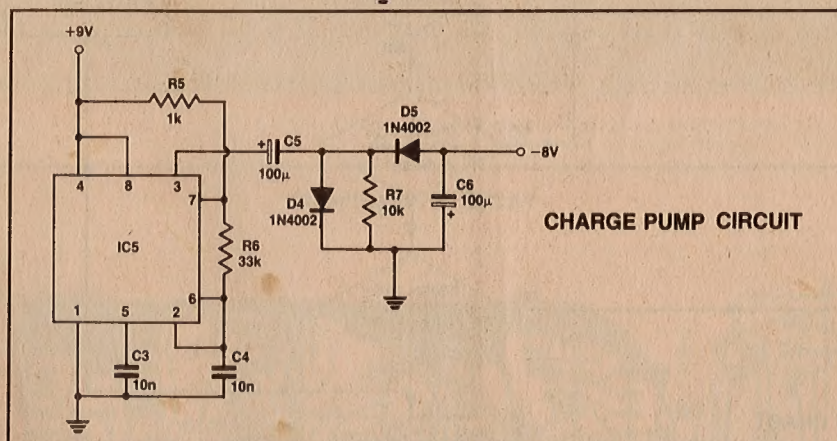 +9V
R5
1k
D5
1N4002
+
C5
100μ
-8V
4
8
3
7
D4
1N4002
R7
10k
C6
100μ
+
CHARGE PUMP CIRCUIT
IC5
R6
33k
6
1
5
2
C3
10n
C4
10n